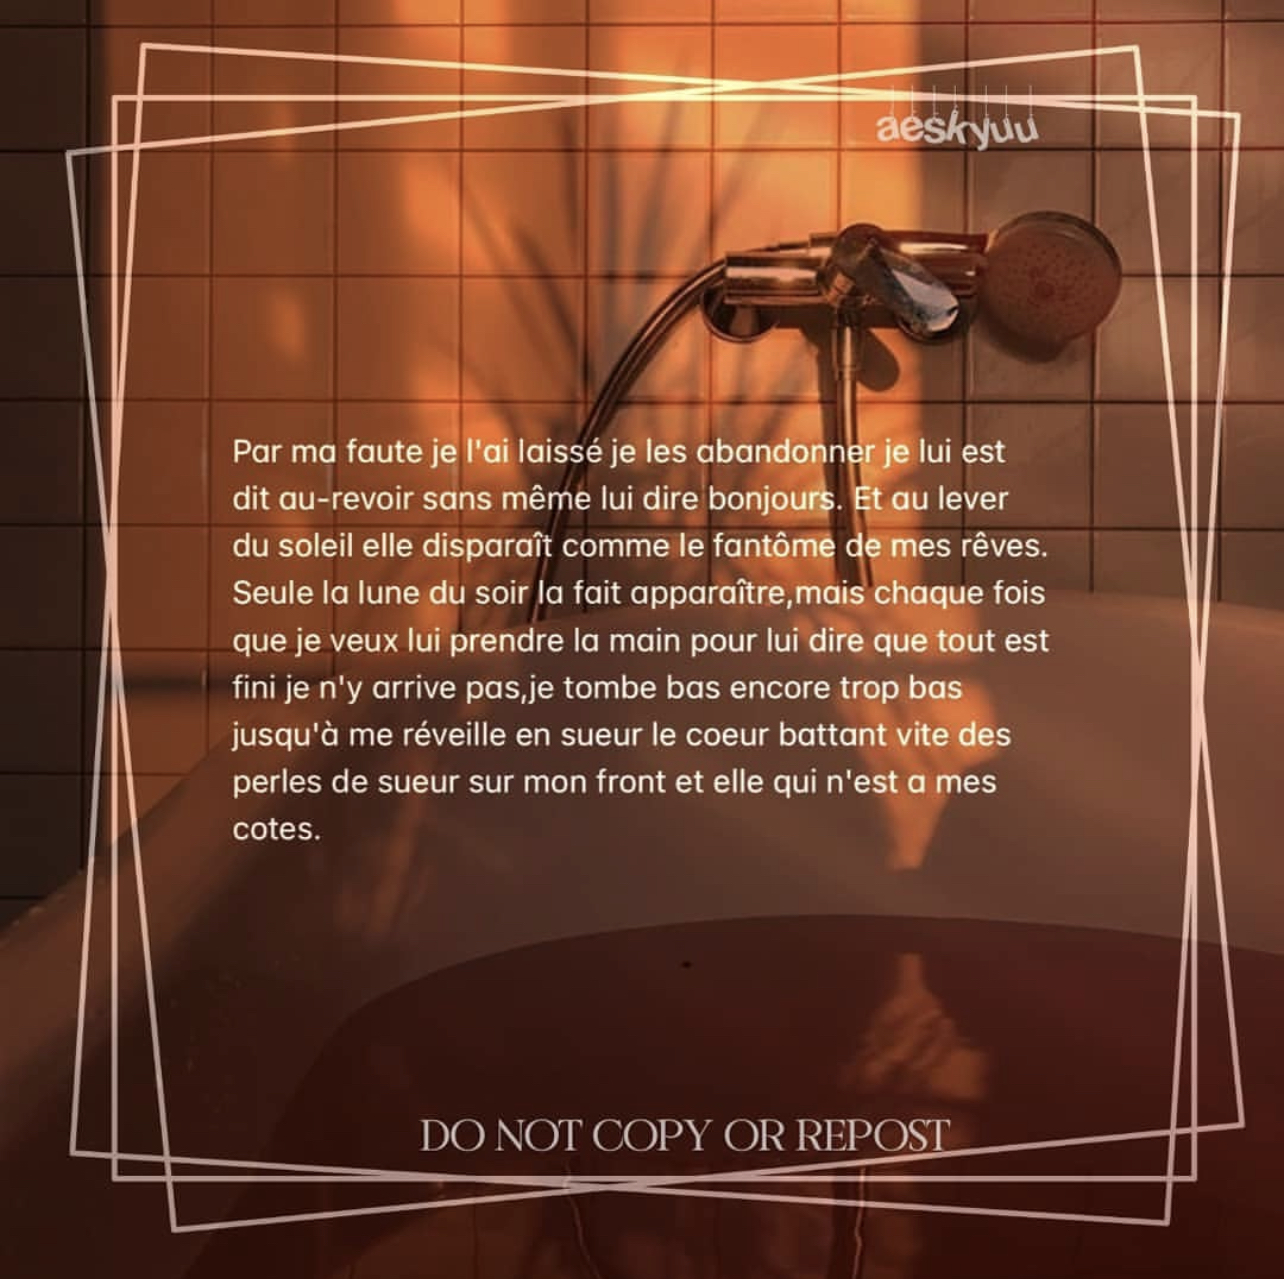 aeskyuu
Par ma faute je l'ai laissé je les abandonner je lui est
dit au-revoir sans même lui dire bonjours. Et au lever
du soleil elle disparaît comme le fantôme de mes rêves.
Seule la lune du soir la fait apparaître,mais chaque fois
que je veux lui prendre la main pour lui dire que tout est
fini je n'y arrive pas,je tombe bas encore trop bas
jusqu'à me réveille en sueur le coeur battant vite des
perles de sueur sur mon front et elle qui n'est a mes
cotes.
DO NOT COPY OR REPOST